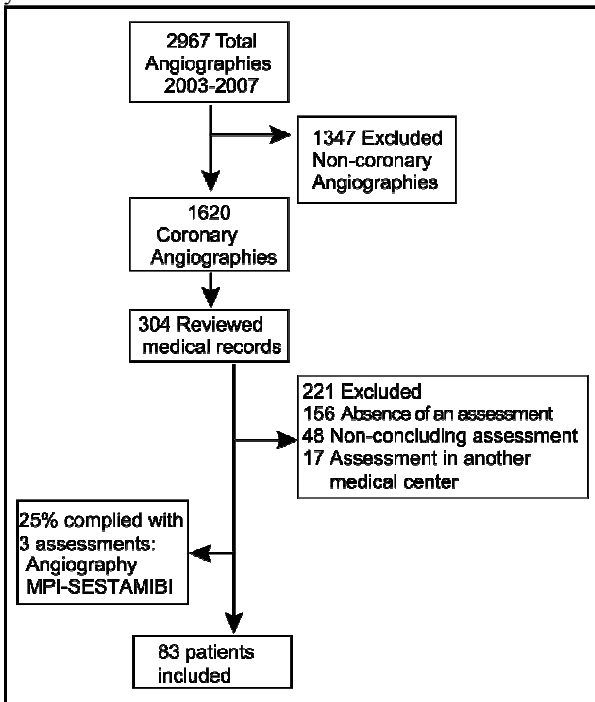 2967 Total
Angiographies
2003-2007
1347 Excluded
Non-coronary
Angiographies
1620
Coronary
Angiographies
304 Reviewed
medical records
221 Excluded
156 Absence of an assessment
48 Non-concluding assessment
17 Assessment in another
medical center
25% complied with
3 assessments:
Angiography
MPI-SESTAMIBI
83 patients
included